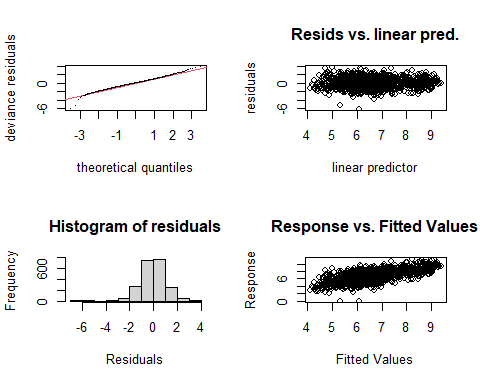 deviance residuals
0
-6
-3
-1
1
2
3
theoretical quantiles
Resids vs. linear pred.
residuals
0
-6
4
5
6
7
8
9
linear predictor
Histogram of residuals
Frequency
600
0
-6
-4
-2
0
2
4
Residuals
Response vs. Fitted Values
Response
6
0
4
5
6
7
8
9
Fitted Values